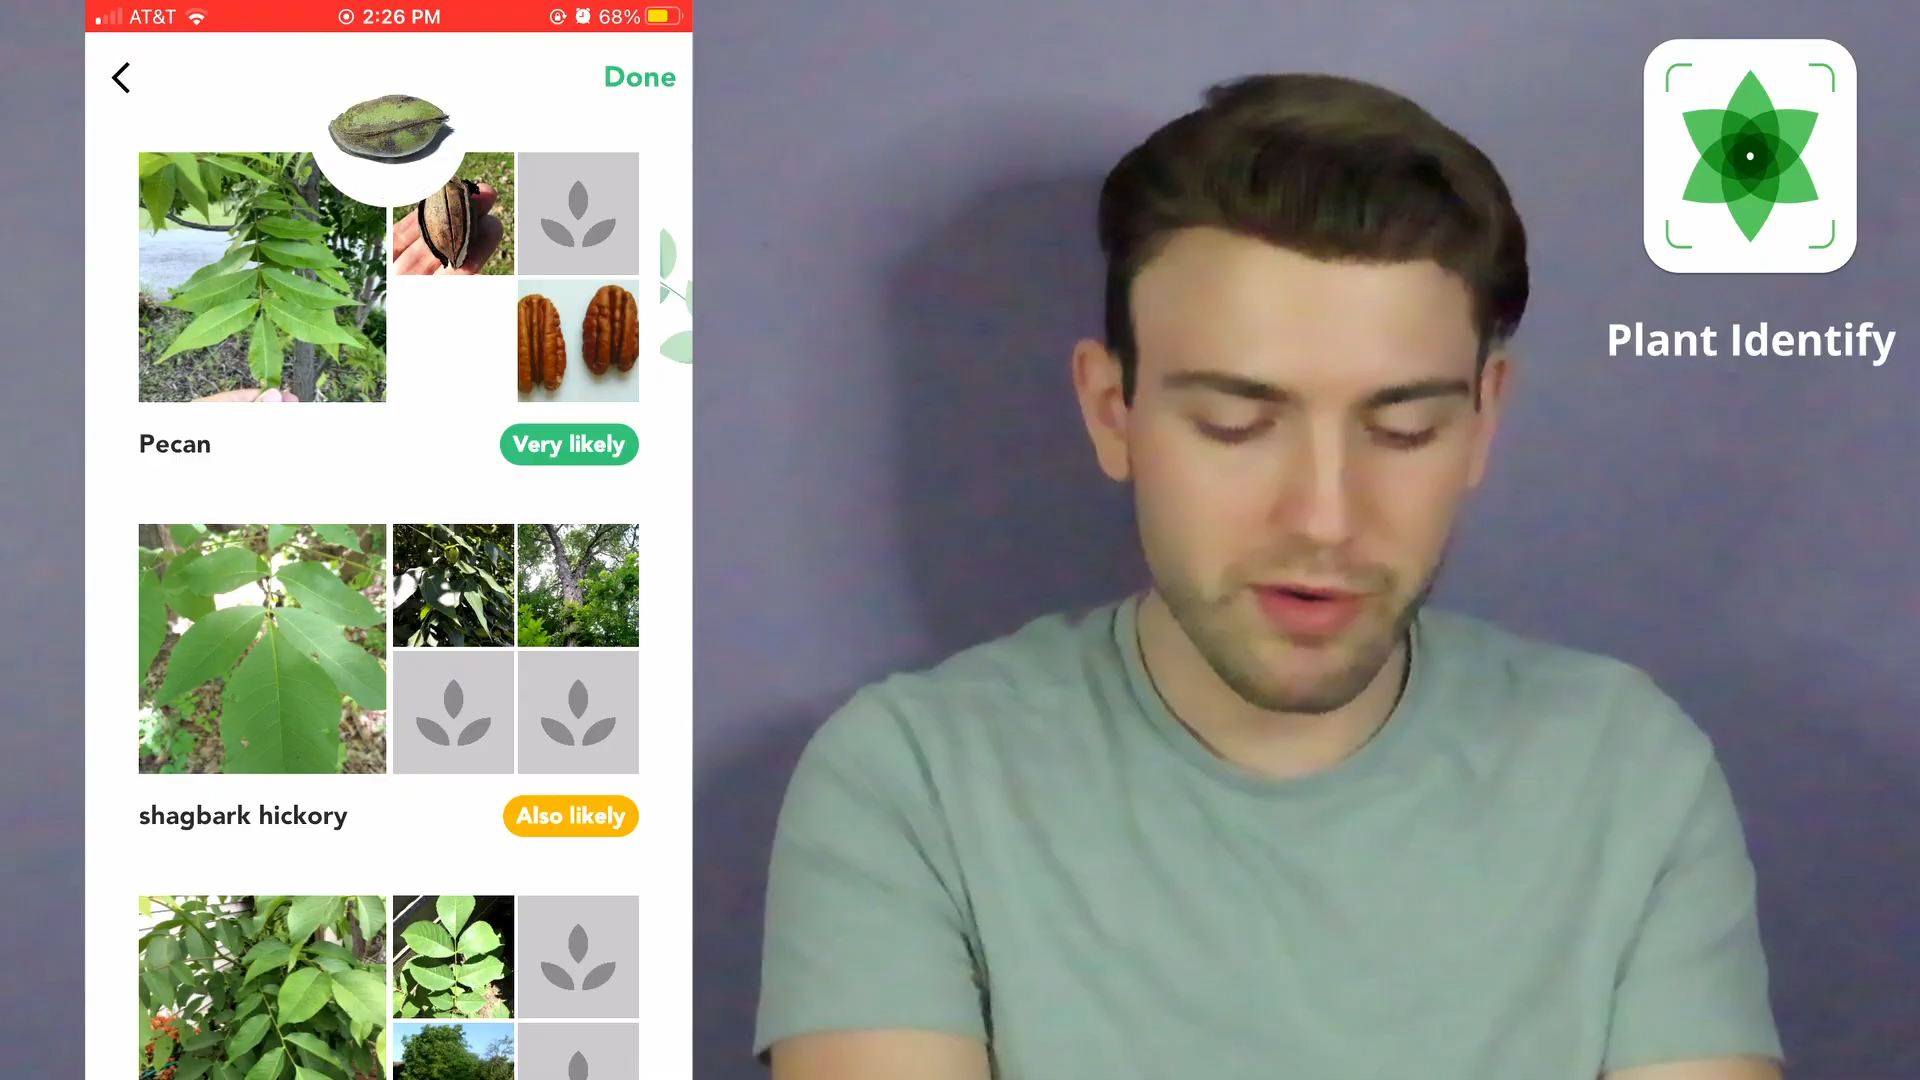 AT&T 2:26 PM 68%
Done
Pecan Very likely
shagbark hickory Also likely
Plant Identify